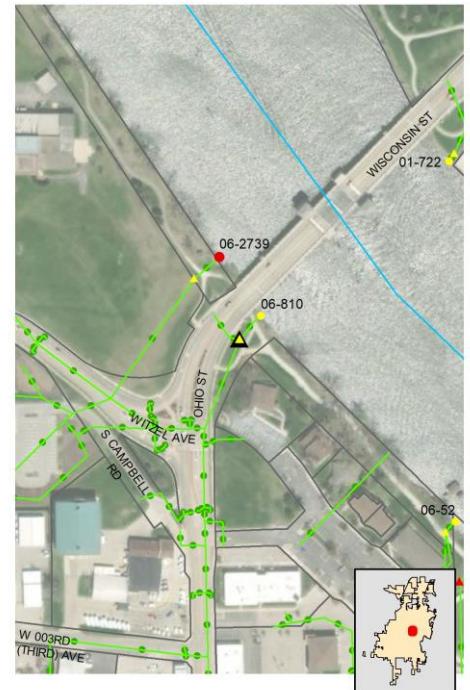 WISCONSIN ST
01-722
06-2739
06-810
OHIO ST
WITZEL AVE
S CAMPBELL
RD
06-52
W 003RD
(THIRD) AVE